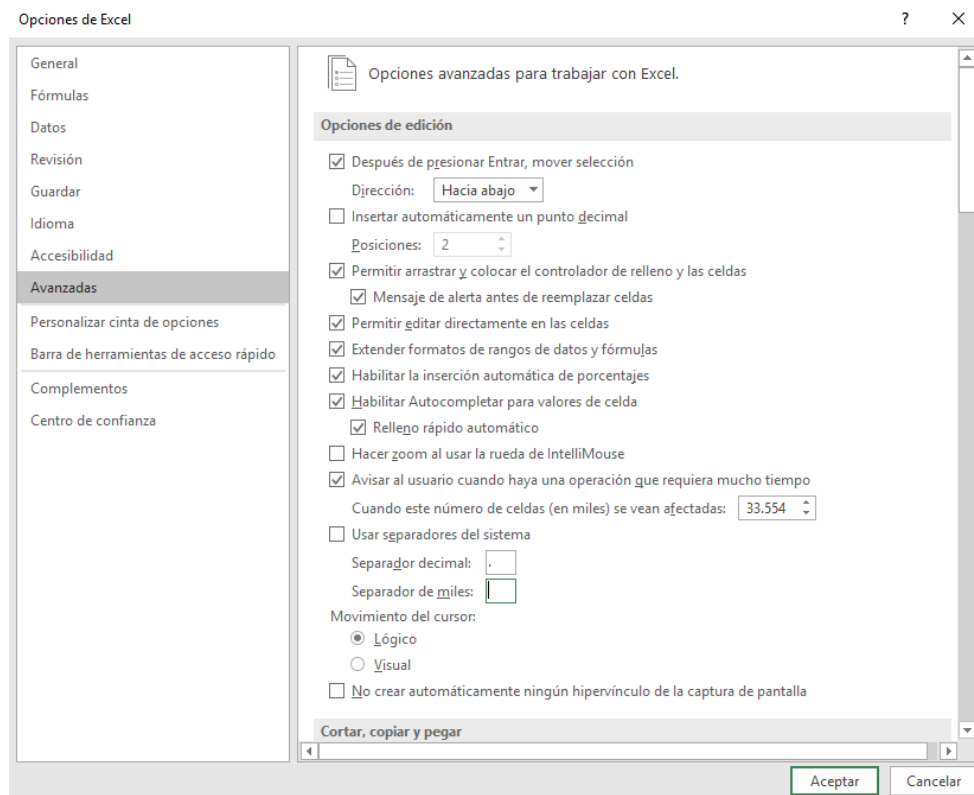 Opciones de Excel
?
General
Fórmulas
Datos
Revisión
Guardar
Idioma
Accesibilidad
Avanzadas
Personalizar cinta de opciones
Barra de herramientas de acceso rápido
Complementos
Centro de confianza
Opciones avanzadas para trabajar con Excel.
Opciones de edición
Después de presionar Entrar, mover selección
Dirección: Hacia abajo
Insertar automáticamente un punto decimal
Posiciones: 2
Permitir arrastrar y colocar el controlador de relleno y las celdas
Mensaje de alerta antes de reemplazar celdas
Permitir editar directamente en las celdas
Extender formatos de rangos de datos y fórmulas
Habilitar la inserción automática de porcentajes
Habilitar Autocompletar para valores de celda
Relleno rápido automático
Hacer zoom al usar la rueda de IntelliMouse
Avisar al usuario cuando haya una operación que requiera mucho tiempo
Cuando este número de celdas (en miles) se vean afectadas: 33.554
Usar separadores del sistema
Separador decimal: .
Separador de miles:
Movimiento del cursor:
Lógico
Visual
No crear automáticamente ningún hipervínculo de la captura de pantalla
Cortar, copiar y pegar
Aceptar Cancelar